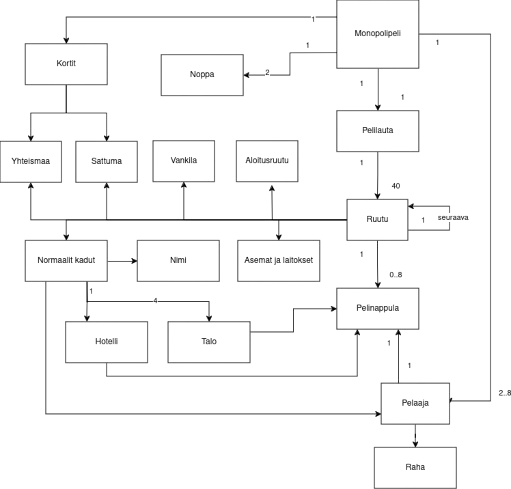 Monopolipeli
1
1
1
Kortit
Noppa
2
1
1
Pelilauta
1
Yhteismaa
Sattuma
Vankila
Aloitusruutu
40
Ruutu
1
seuraava
Normaalit kadut
Nimi
Asemat ja laitokset
1
0..8
1
4
Pelinappula
Hotelli
Talo
1
1
2..8
Pelaaja
Raha